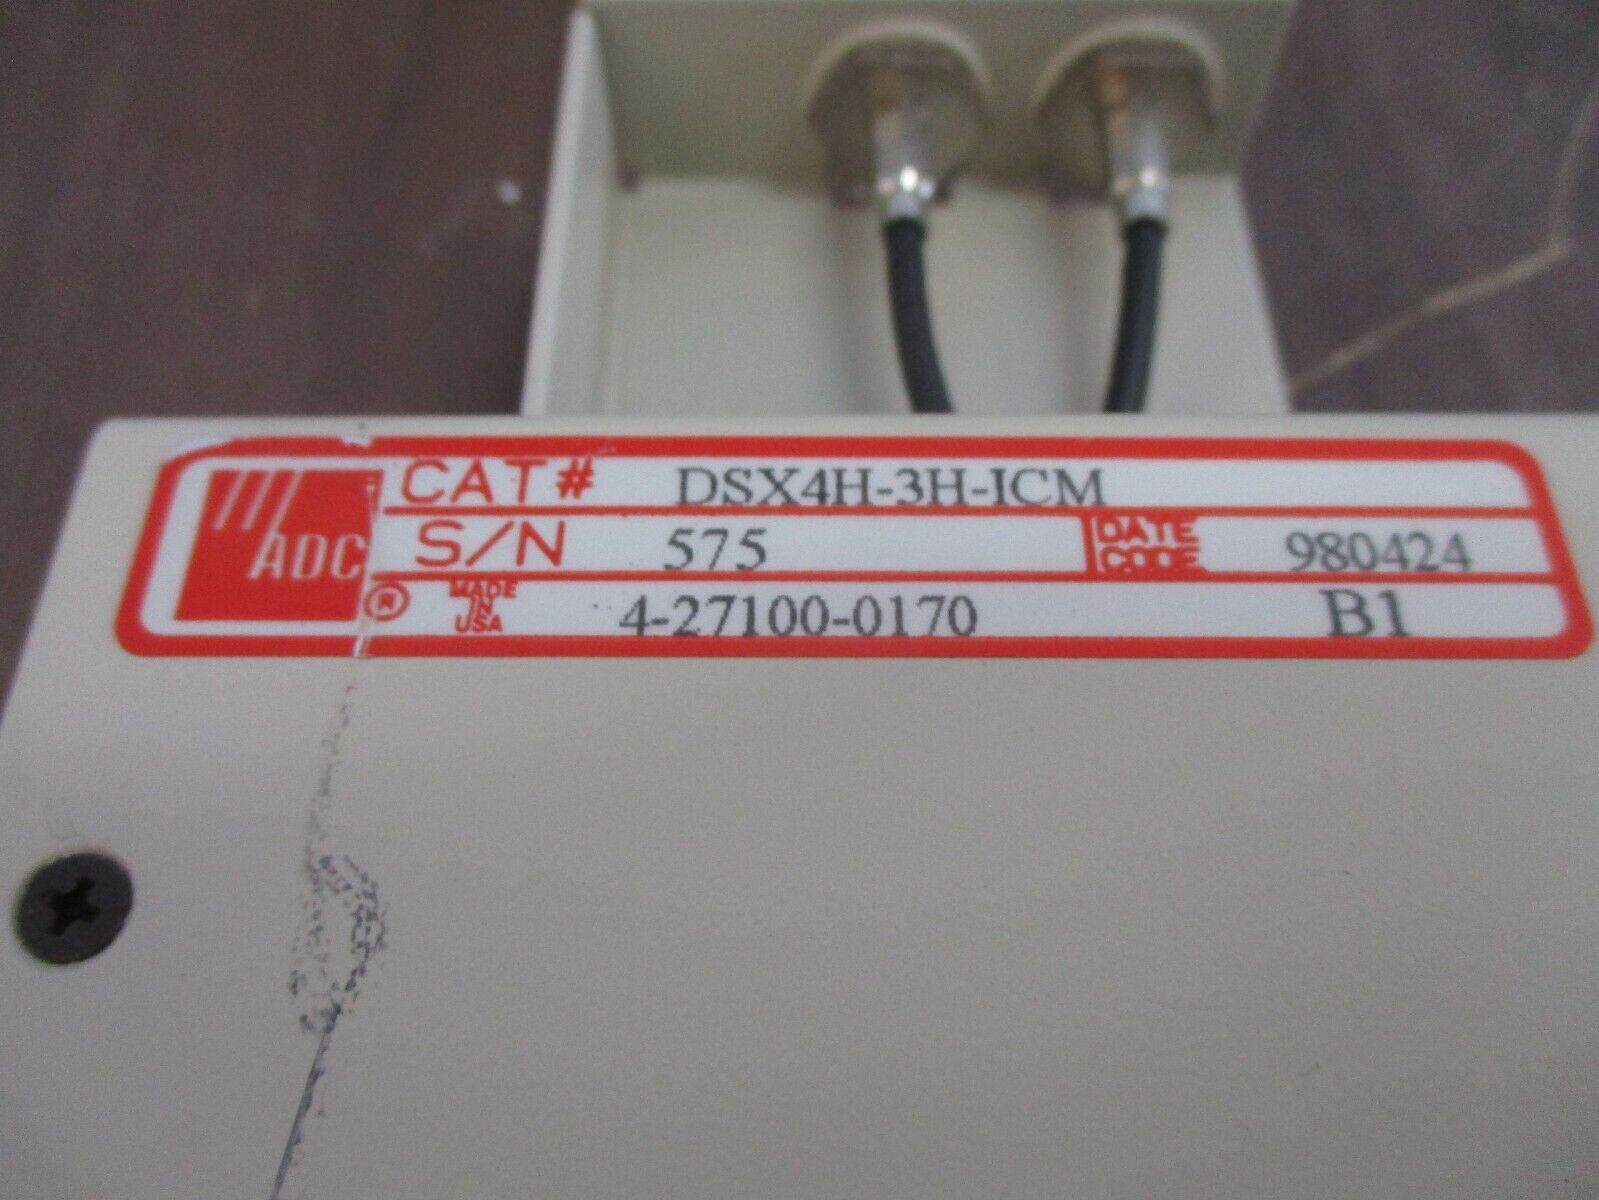 ADC ®
CAT# DSX4H-3H-ICM
S/N 575 DATE CODE 980424
MADE IN USA 4-27100-0170 B1